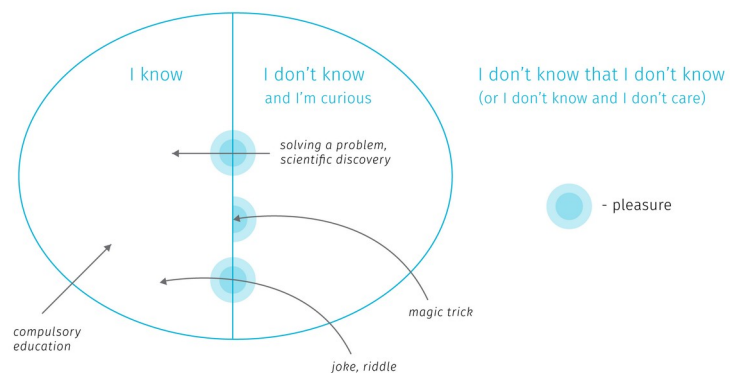 I know
I don't know
and I'm curious
I don't know that I don't know
(or I don't know and I don't care)
solving a problem,
scientific discovery
- pleasure
magic trick
compulsory
education
joke, riddle